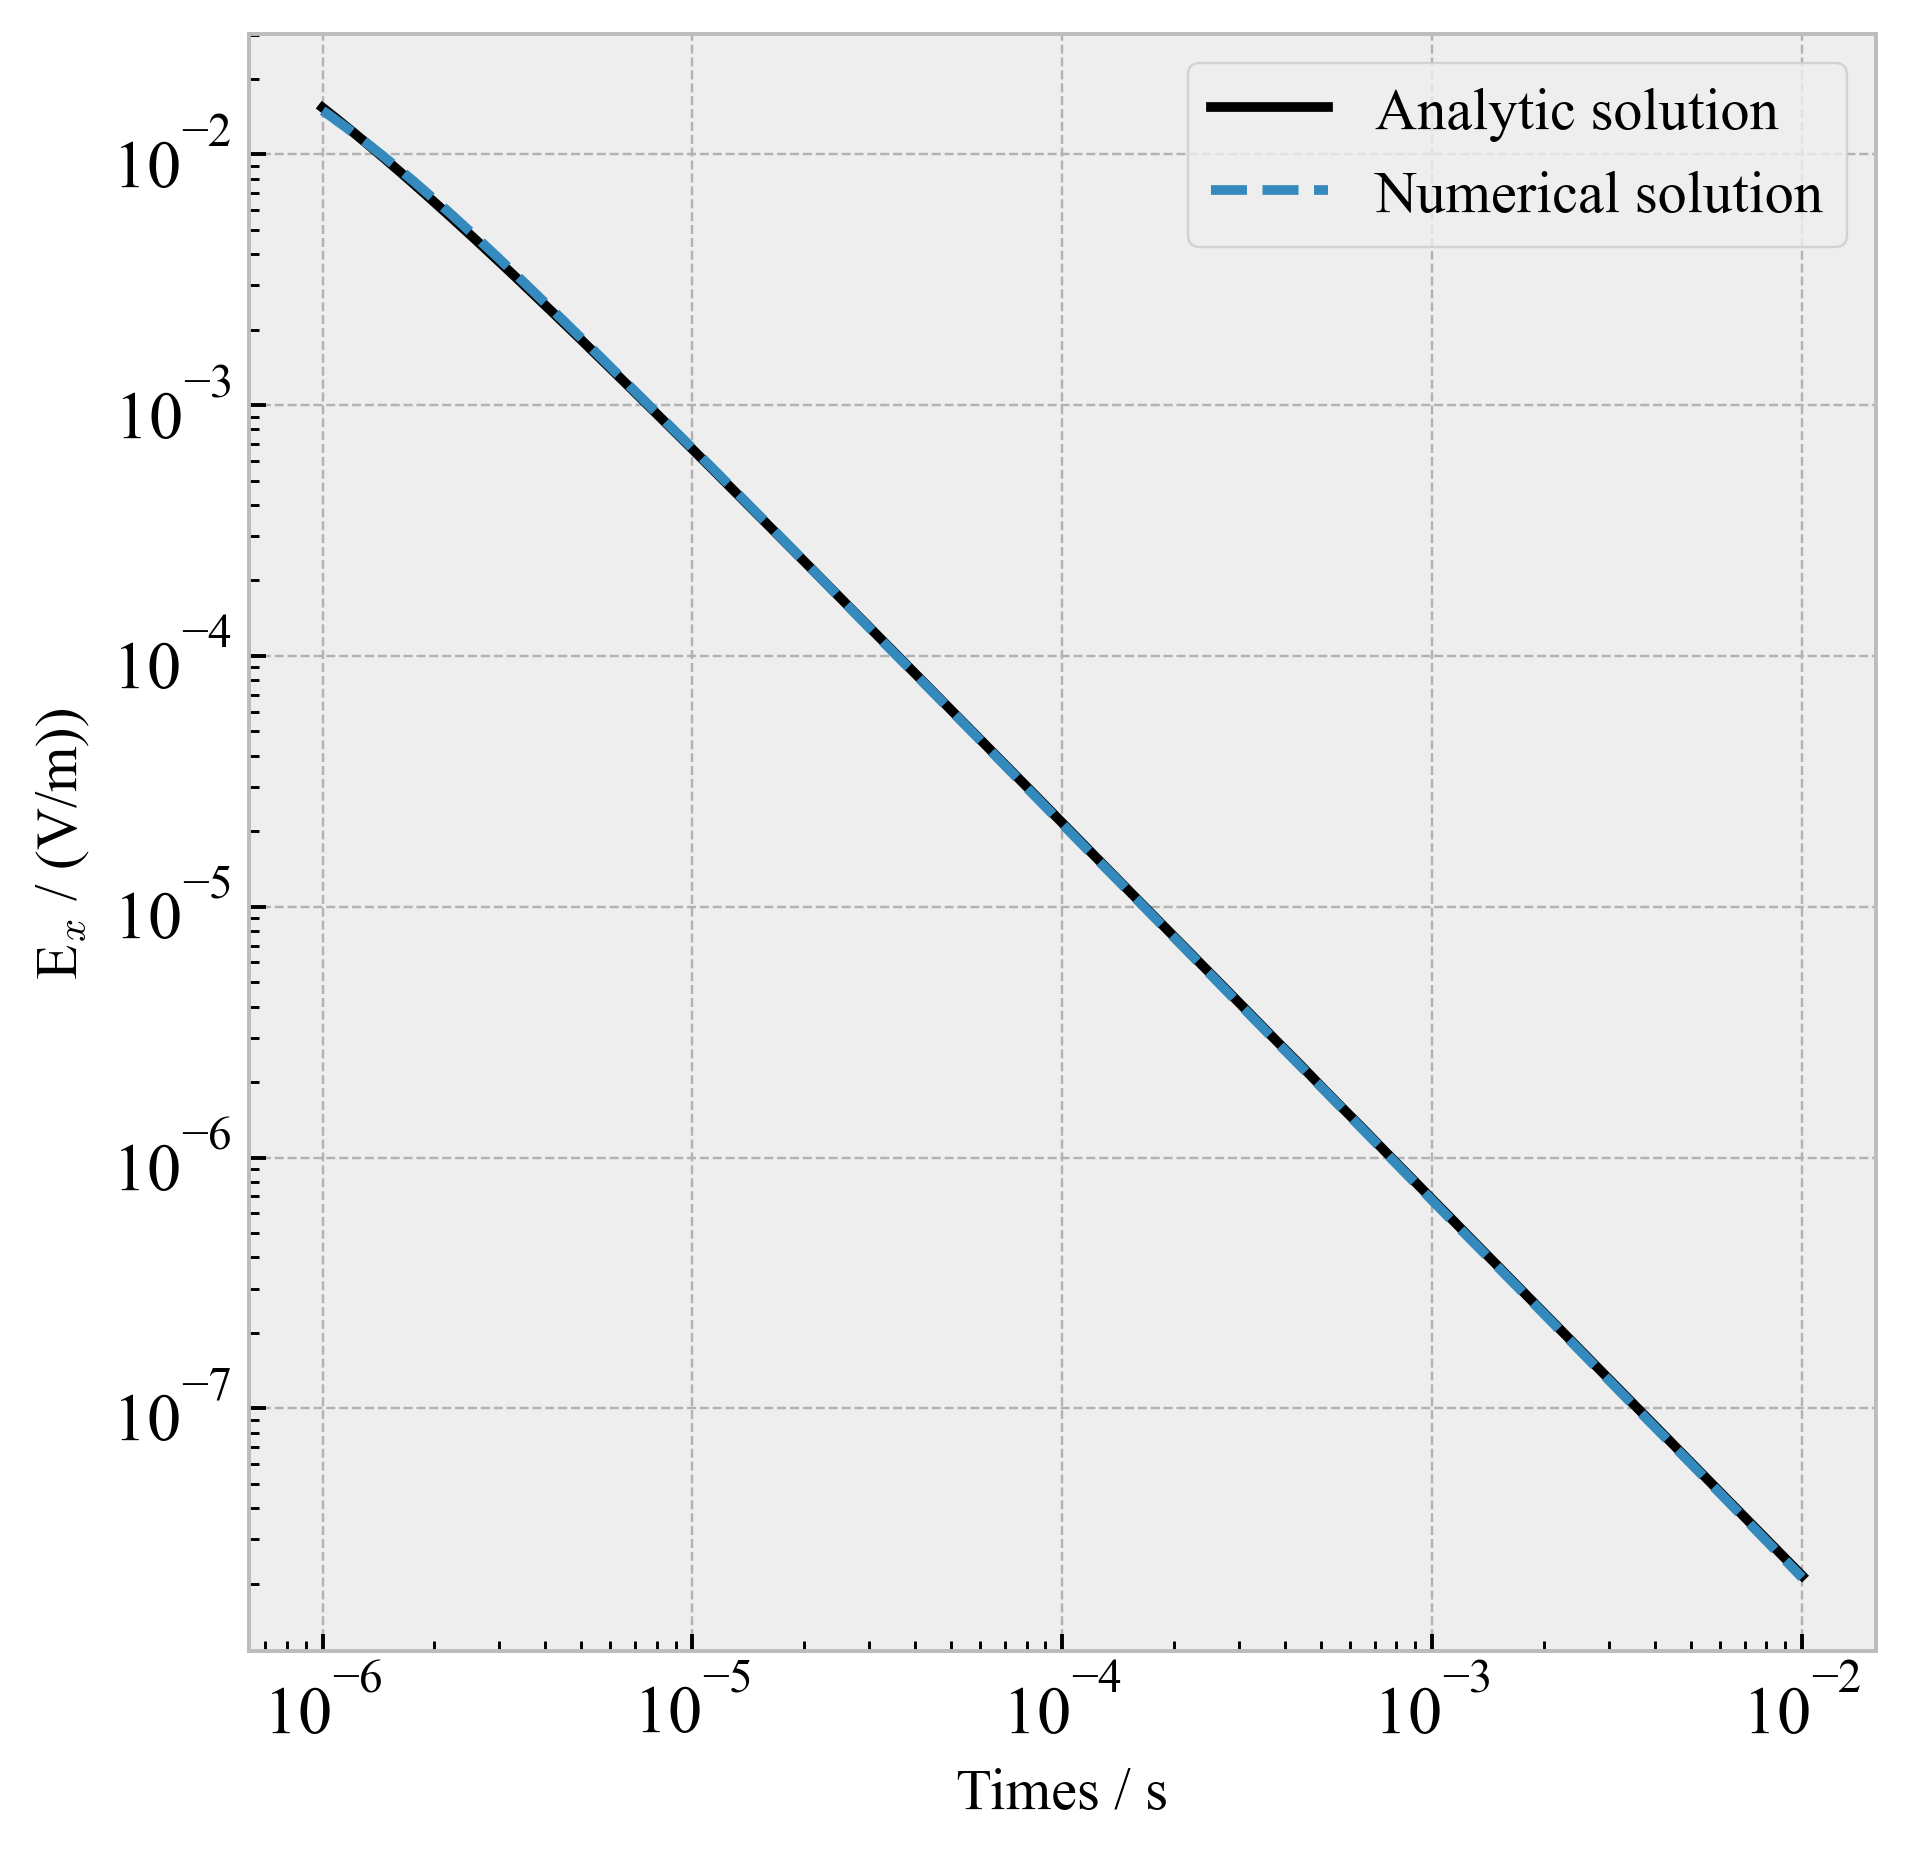 Analytic solution
Numerical solution
10⁻²
10⁻³
10⁻⁴
10⁻⁵
10⁻⁶
10⁻⁷
Eₓ / (V/m))
10⁻⁶ 10⁻⁵ 10⁻⁴ 10⁻³ 10⁻²
Times / s